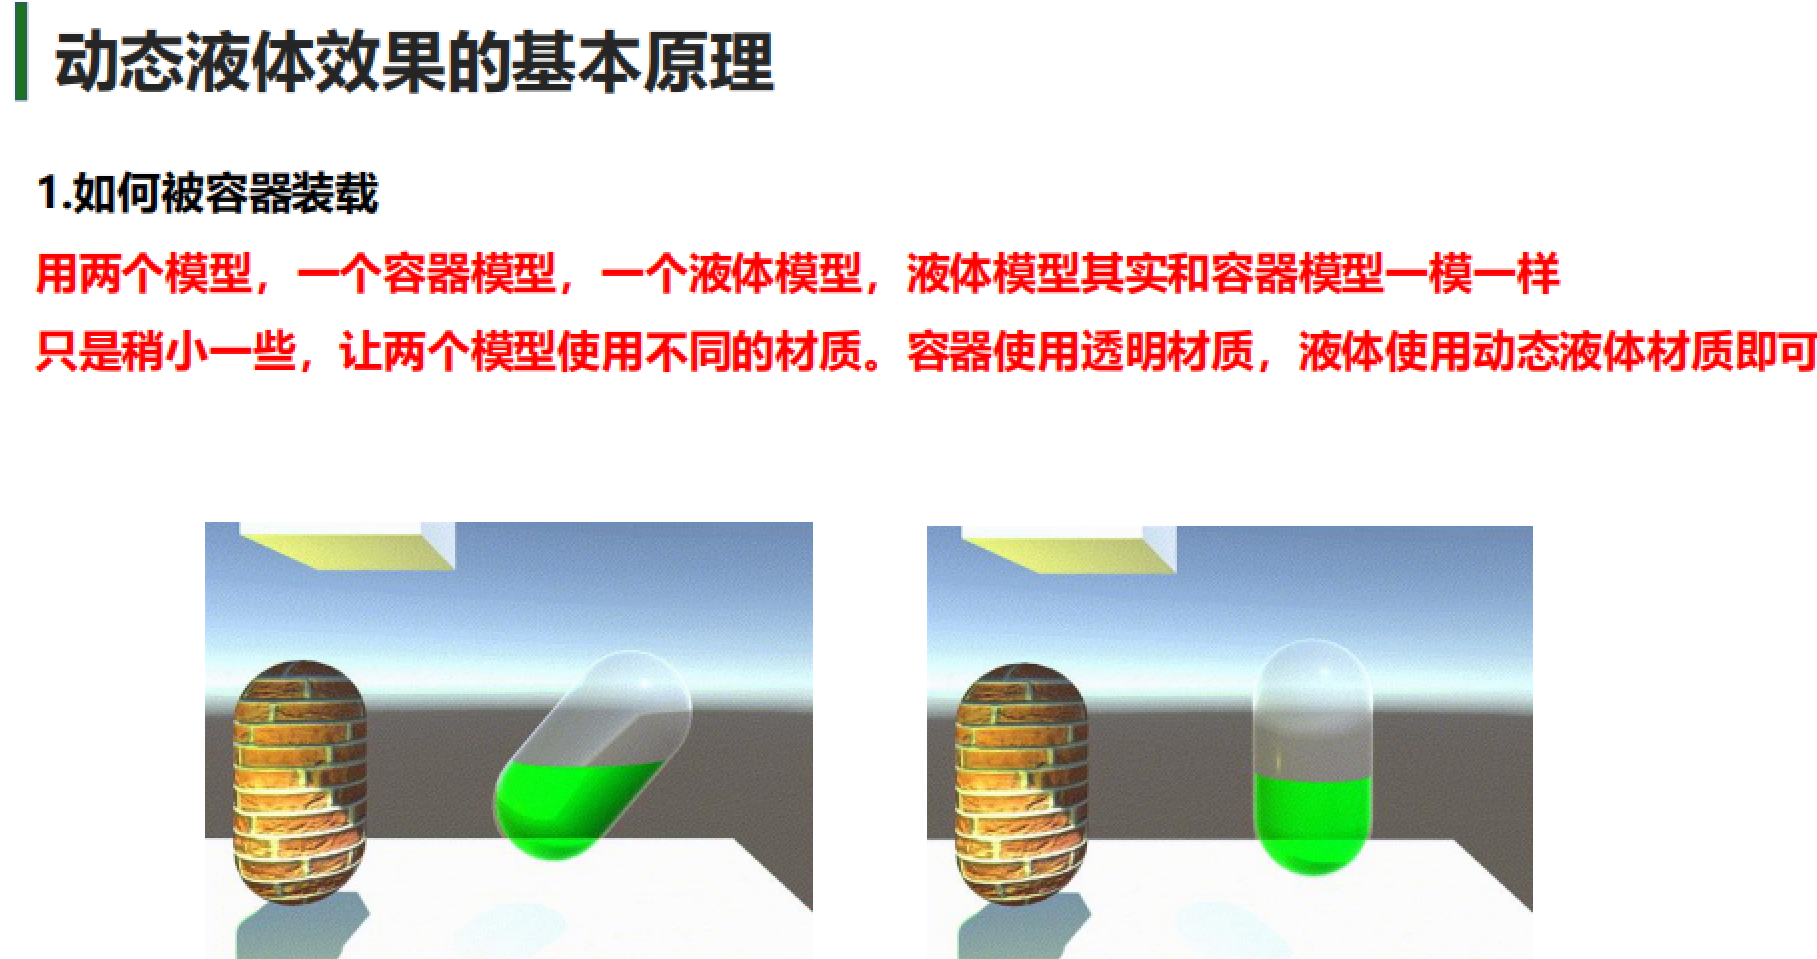 动态液体效果的基本原理
1.如何被容器装载
用两个模型，一个容器模型，一个液体模型，液体模型其实和容器模型一模一样
只是稍小一些，让两个模型使用不同的材质。容器使用透明材质，液体使用动态液体材质即可